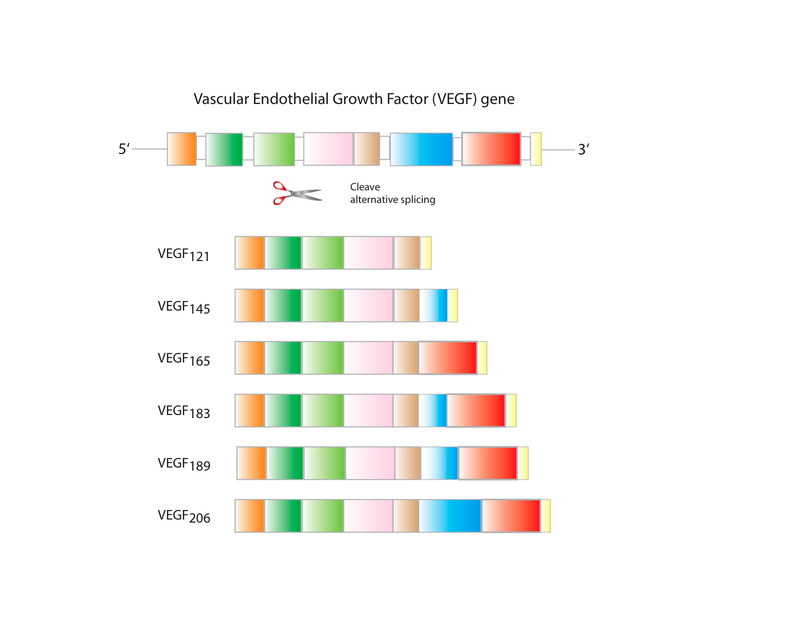 Vascular Endothelial Growth Factor (VEGF) gene
5‘ 3‘
Cleave
alternative splicing
VEGF121
VEGF145
VEGF165
VEGF183
VEGF189
VEGF206